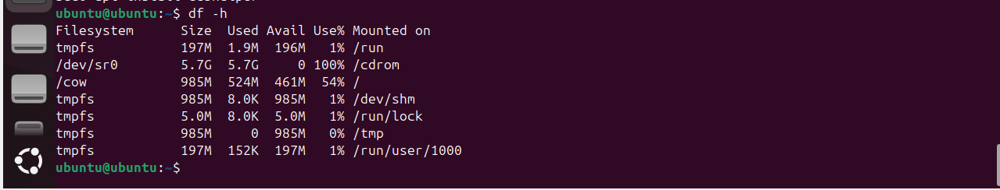 ubuntu@ubuntu:~$ df -h
Filesystem      Size  Used Avail Use% Mounted on
tmpfs           197M  1.9M  196M   1% /run
/dev/sr0        5.7G  5.7G     0 100% /cdrom
/cow            985M  524M  461M  54% /
tmpfs           985M  8.0K  985M   1% /dev/shm
tmpfs           5.0M  8.0K  5.0M   1% /run/lock
tmpfs           985M     0  985M   0% /tmp
tmpfs           197M  152K  197M   1% /run/user/1000
ubuntu@ubuntu:~$